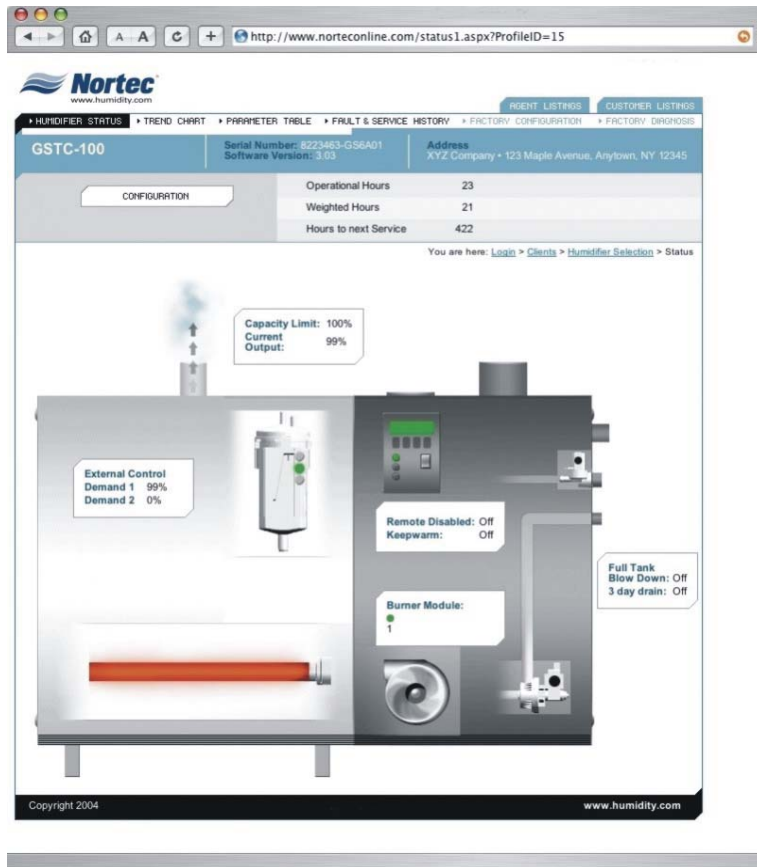 http://www.norteconline.com/status1.aspx?ProfileID=15
A A
Nortec
www.humidity.com
AGENT LISTINGS CUSTOMER LISTINGS
HUMIDIFIER STATUS TREND CHART PARAMETER TABLE FAULT & SERVICE HISTORY FACTORY CONFIGURATION FACTORY DIAGNOSIS
GSTC-100
Serial Number: 8223463-GS6A01
Software Version: 3.03
Address
XYZ Company • 123 Maple Avenue, Anytown, NY 12345
CONFIGURATION
Operational Hours 23
Weighted Hours 21
Hours to next Service 422
You are here: Login > Clients > Humidifier Selection > Status
Capacity Limit: 100%
Current Output: 99%
External Control
Demand 1 99%
Demand 2 0%
Remote Disabled: Off
Keepwarm: Off
Full Tank
Blow Down: Off
3 day drain: Off
Burner Module:
1
Copyright 2004
www.humidity.com